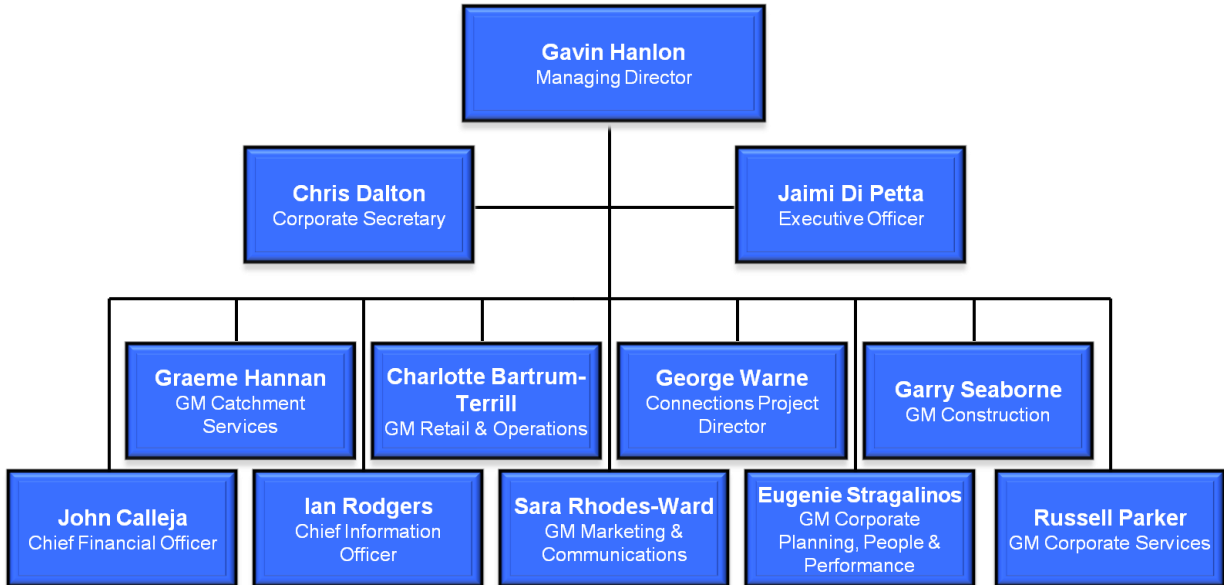 Gavin Hanlon
Managing Director
Chris Dalton
Corporate Secretary
Jaimi Di Petta
Executive Officer
Graeme Hannan
GM Catchment
Services
Charlotte Bartrum-
Terrill
GM Retail & Operations
George Warne
Connections Project
Director
Garry Seaborne
GM Construction
John Calleja
Chief Financial Officer
Ian Rodgers
Chief Information
Officer
Sara Rhodes-Ward
GM Marketing &
Communications
Eugenie Stragalinos
GM Corporate
Planning, People &
Performance
Russell Parker
GM Corporate Services